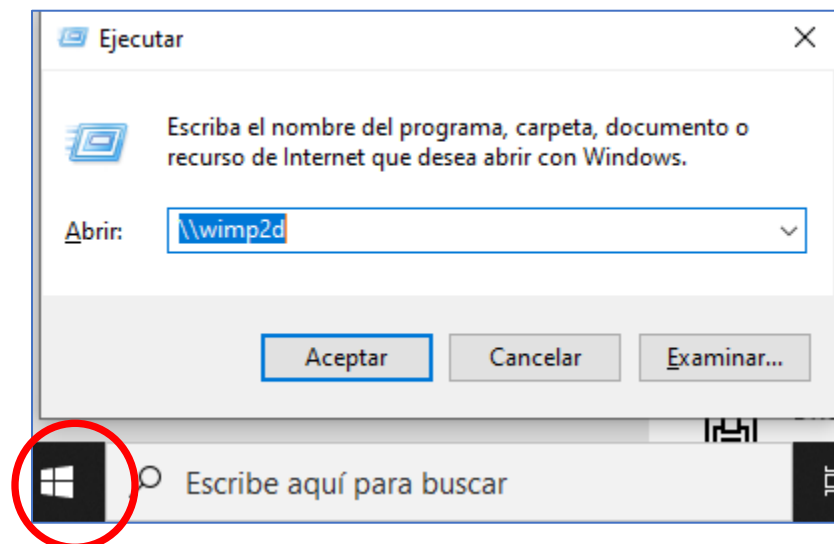 Ejecutar
Escriba el nombre del programa, carpeta, documento o
recurso de Internet que desea abrir con Windows.
Abrir:
\\wimp2d
Aceptar
Cancelar
Examinar...
Escribe aquí para buscar